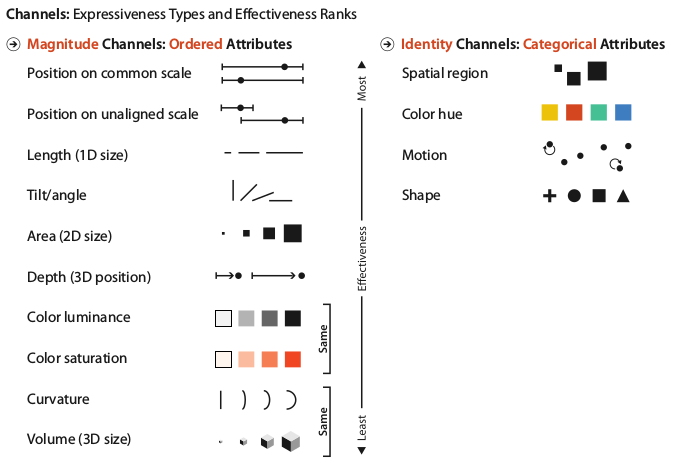 Channels: Expressiveness Types and Effectiveness Ranks
Magnitude Channels: Ordered Attributes
Position on common scale
Position on unaligned scale
Length (1D size)
Tilt/angle
Area (2D size)
Depth (3D position)
Color luminance
Color saturation
Curvature
Volume (3D size)
Same
Same
Most
Effectiveness
Least
Identity Channels: Categorical Attributes
Spatial region
Color hue
Motion
Shape